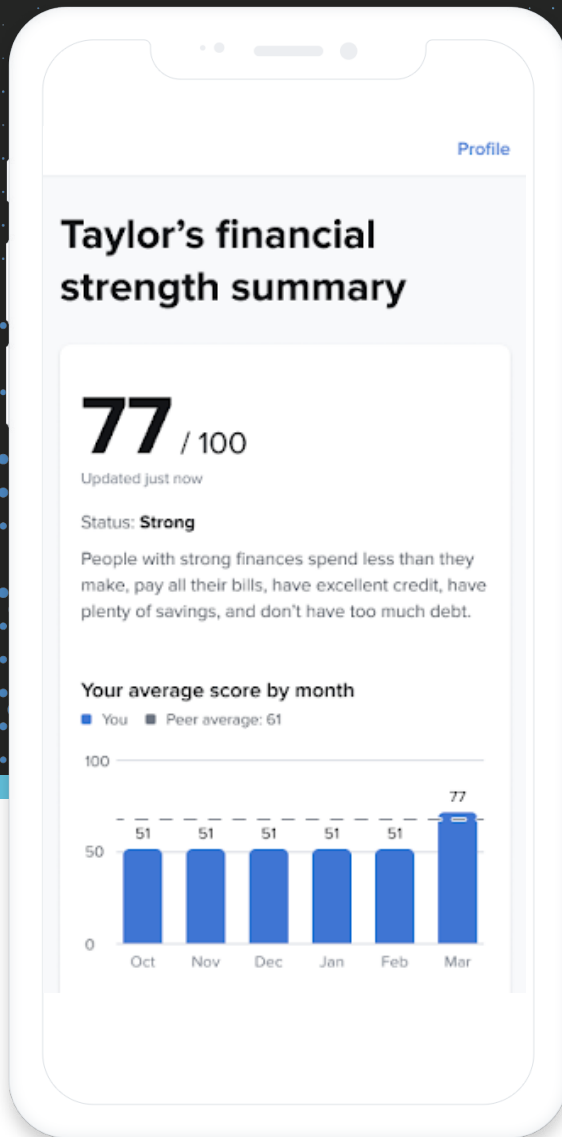 Profile
Taylor’s financial
strength summary
77 / 100
Updated just now
Status: Strong
People with strong finances spend less than they
make, pay all their bills, have excellent credit, have
plenty of savings, and don’t have too much debt.
Your average score by month
You Peer average: 61
100
77
51 51 51 51 51
50
0
Oct Nov Dec Jan Feb Mar